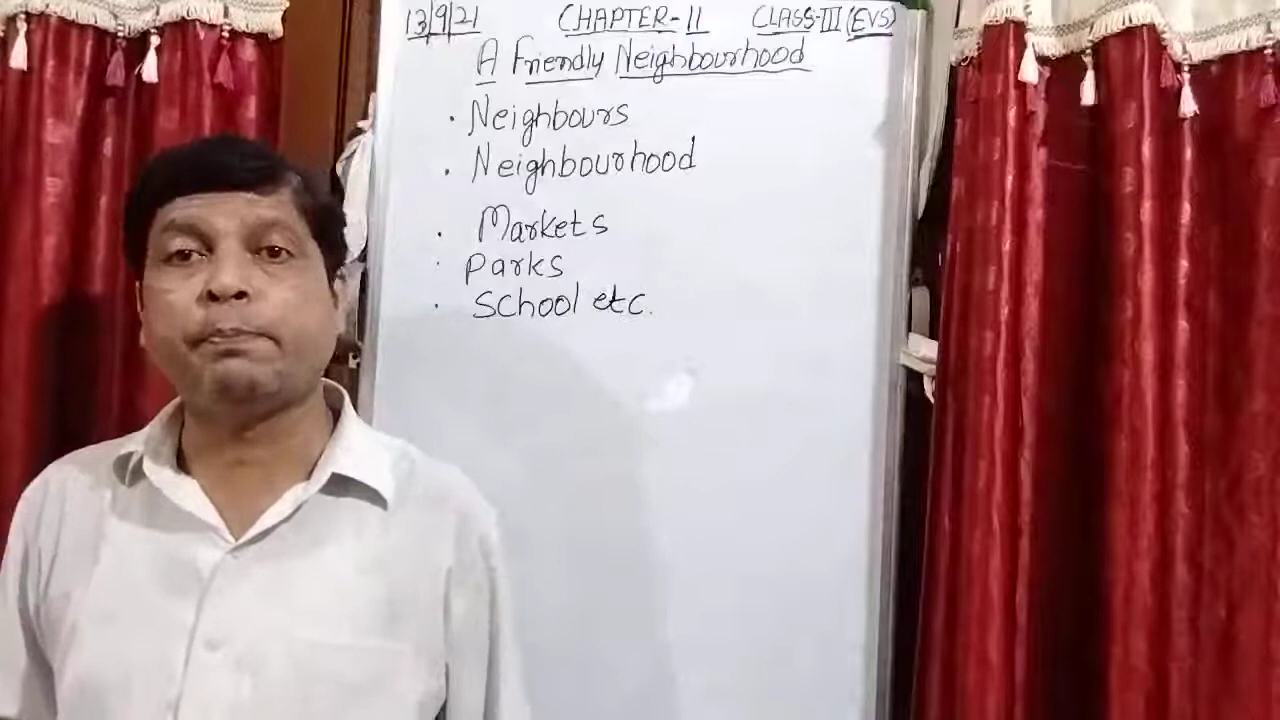 13/9/21 CHAPTER-11 CLASS-III (EVS)
A Friendly Neighbourhood
· Neighbours
· Neighbourhood
· Markets
· Parks
· School etc.